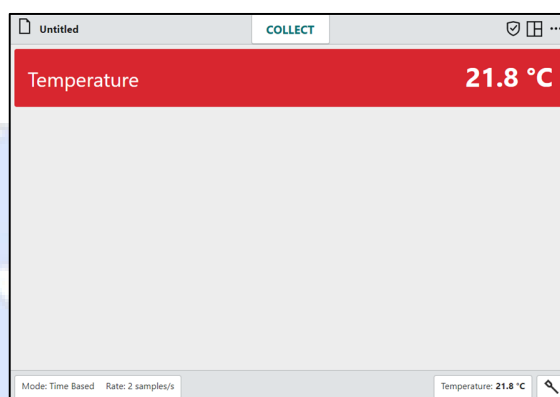 Untitled COLLECT
Temperature 21.8 °C
Mode: Time Based Rate: 2 samples/s Temperature: 21.8 °C